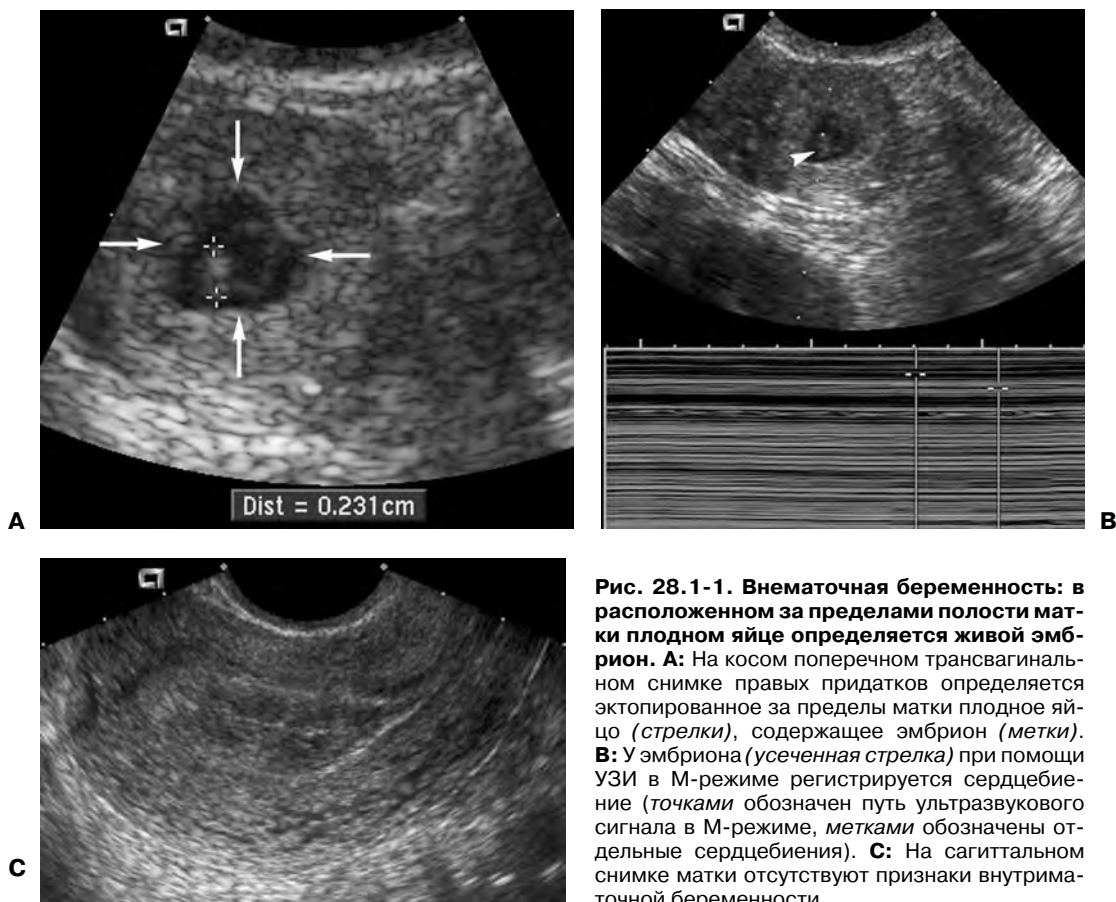 Dist = 0.231cm
A
B
C
Рис. 28.1-1. Внематочная беременность: в
расположенном за пределами полости мат-
ки плодном яйце определяется живой эмб-
рион. А: На косом поперечном трансвагиналь-
ном снимке правых придатков определяется
эктопированное за пределы матки плодное яй-
цо (стрелки), содержащее эмбрион (метки).
В: У эмбриона (усеченная стрелка) при помощи
УЗИ в М-режиме регистрируется сердцебие-
ние (точками обозначен путь ультразвукового
сигнала в М-режиме, метками обозначены от-
дельные сердцебиения). С: На сагиттальном
снимке матки отсутствуют признаки внутрима-
точной беременности